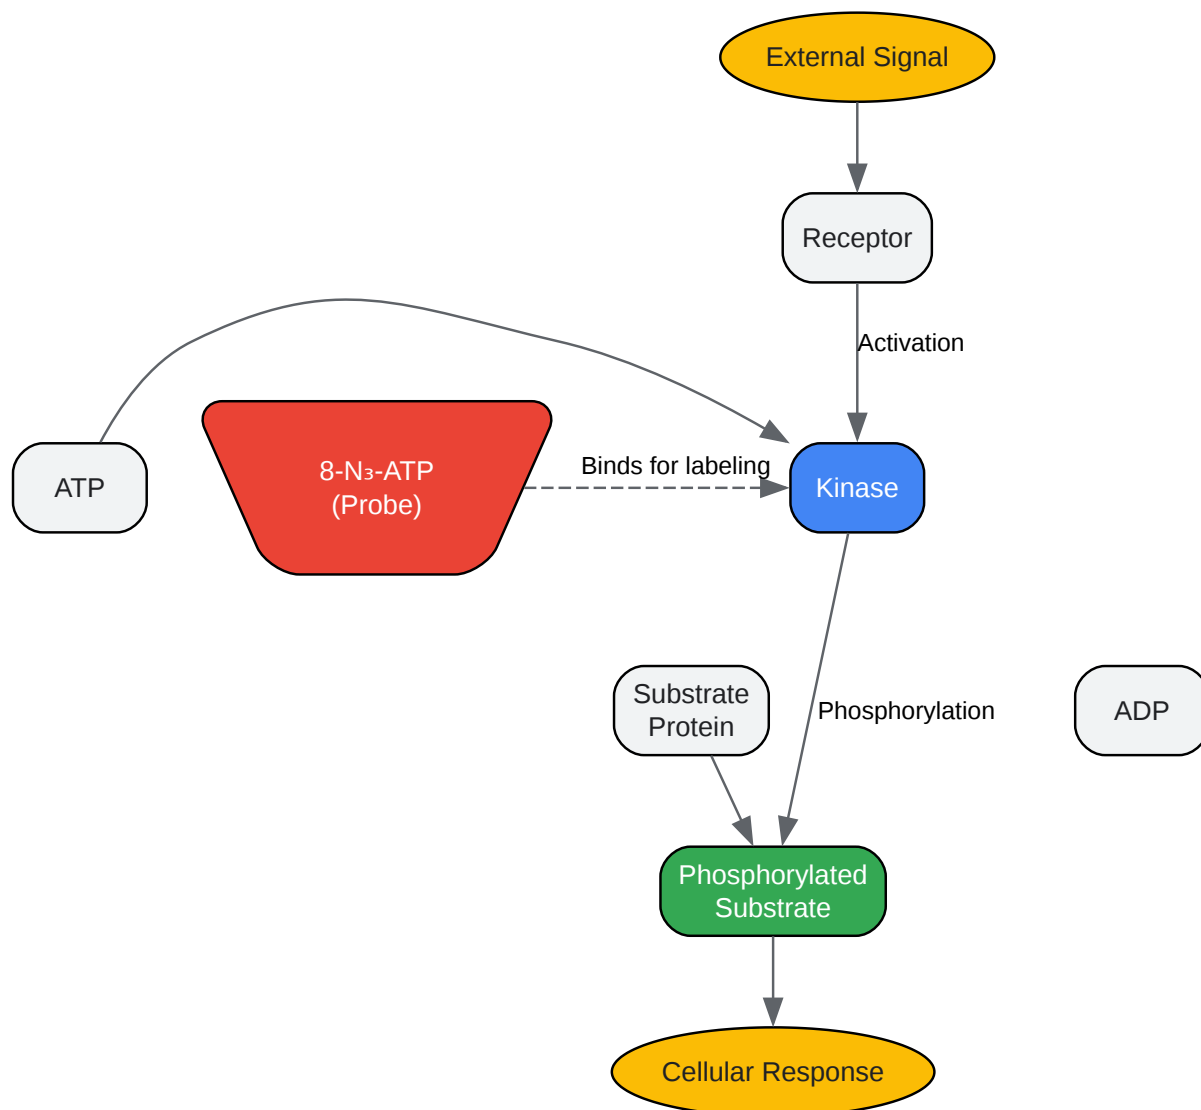 External Signal
Receptor
Activation
ATP
8-N₃-ATP
(Probe)
Binds for labeling
Kinase
Substrate
Protein
Phosphorylation
ADP
Phosphorylated
Substrate
Cellular Response